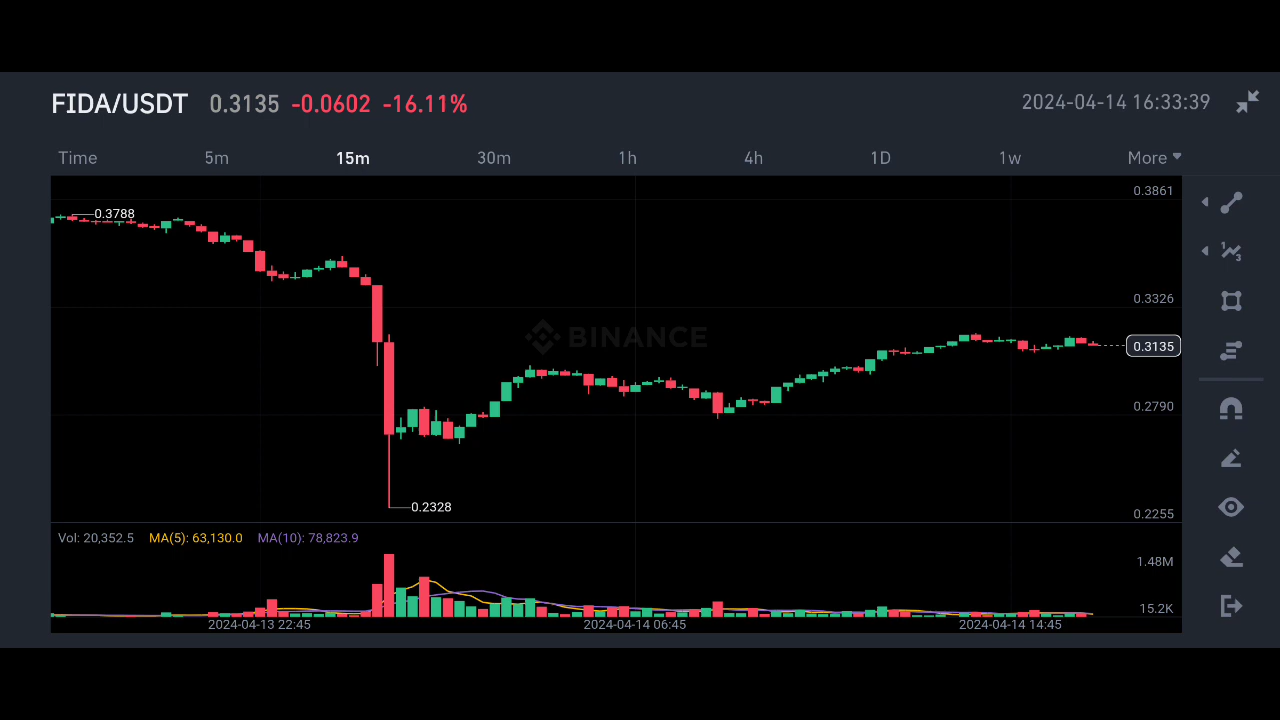 FIDA/USDT 0.3135 -0.0602 -16.11% 2024-04-14 16:33:39
Time 5m 15m 30m 1h 4h 1D 1w More
0.3861
0.3788
0.3326
BINANCE
0.3135
0.2790
0.2328
0.2255
Vol: 20,352.5 MA(5): 63,130.0 MA(10): 78,823.9
1.48M
15.2K
2024-04-13 22:45 2024-04-14 06:45 2024-04-14 14:45